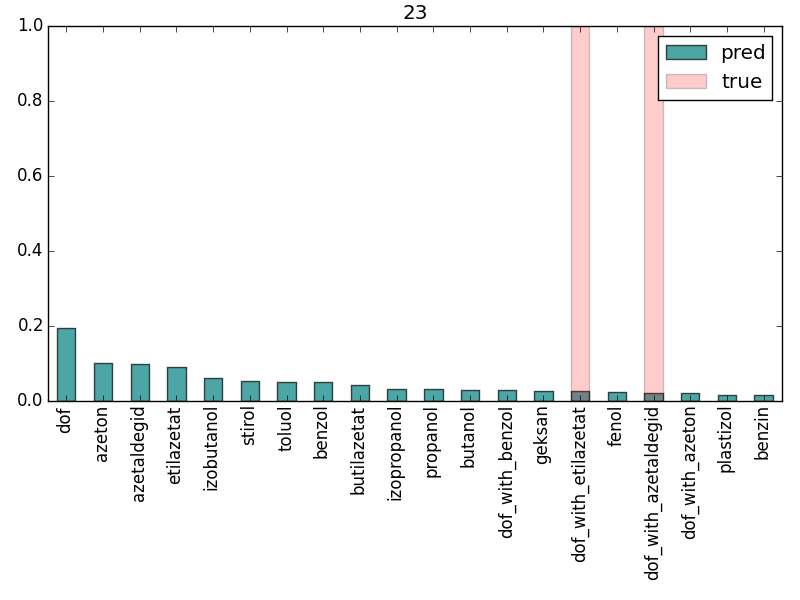 23
1.0
0.8
0.6
0.4
0.2
0.0
pred
true
dof
azeton
azetaldegid
etilazetat
izobutanol
stirol
toluol
benzol
butilazetat
izopropanol
propanol
butanol
dof_with_benzol
geksan
dof_with_etilazetat
fenol
dof_with_azetaldegid
dof_with_azeton
plastizol
benzin